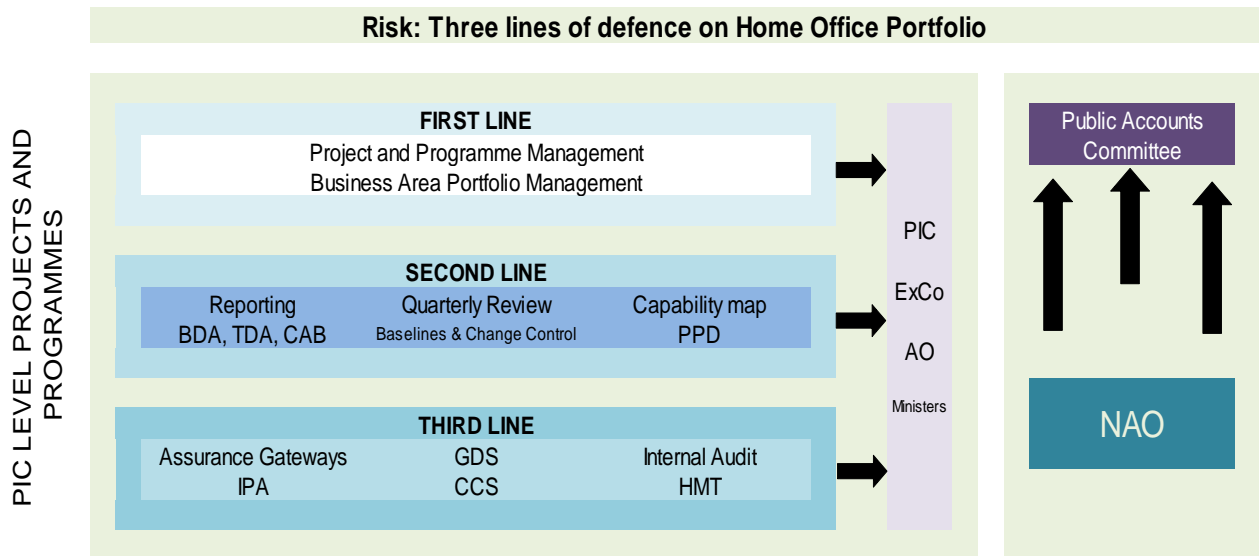 Risk: Three lines of defence on Home Office Portfolio
PIC LEVEL PROJECTS AND
PROGRAMMES
FIRST LINE
Project and Programme Management
Business Area Portfolio Management
SECOND LINE
Reporting Quarterly Review Capability map
BDA, TDA, CAB Baselines & Change Control PPD
THIRD LINE
Assurance Gateways GDS Internal Audit
IPA CCS HMT
PIC
ExCo
AO
Ministers
Public Accounts
Committee
NAO